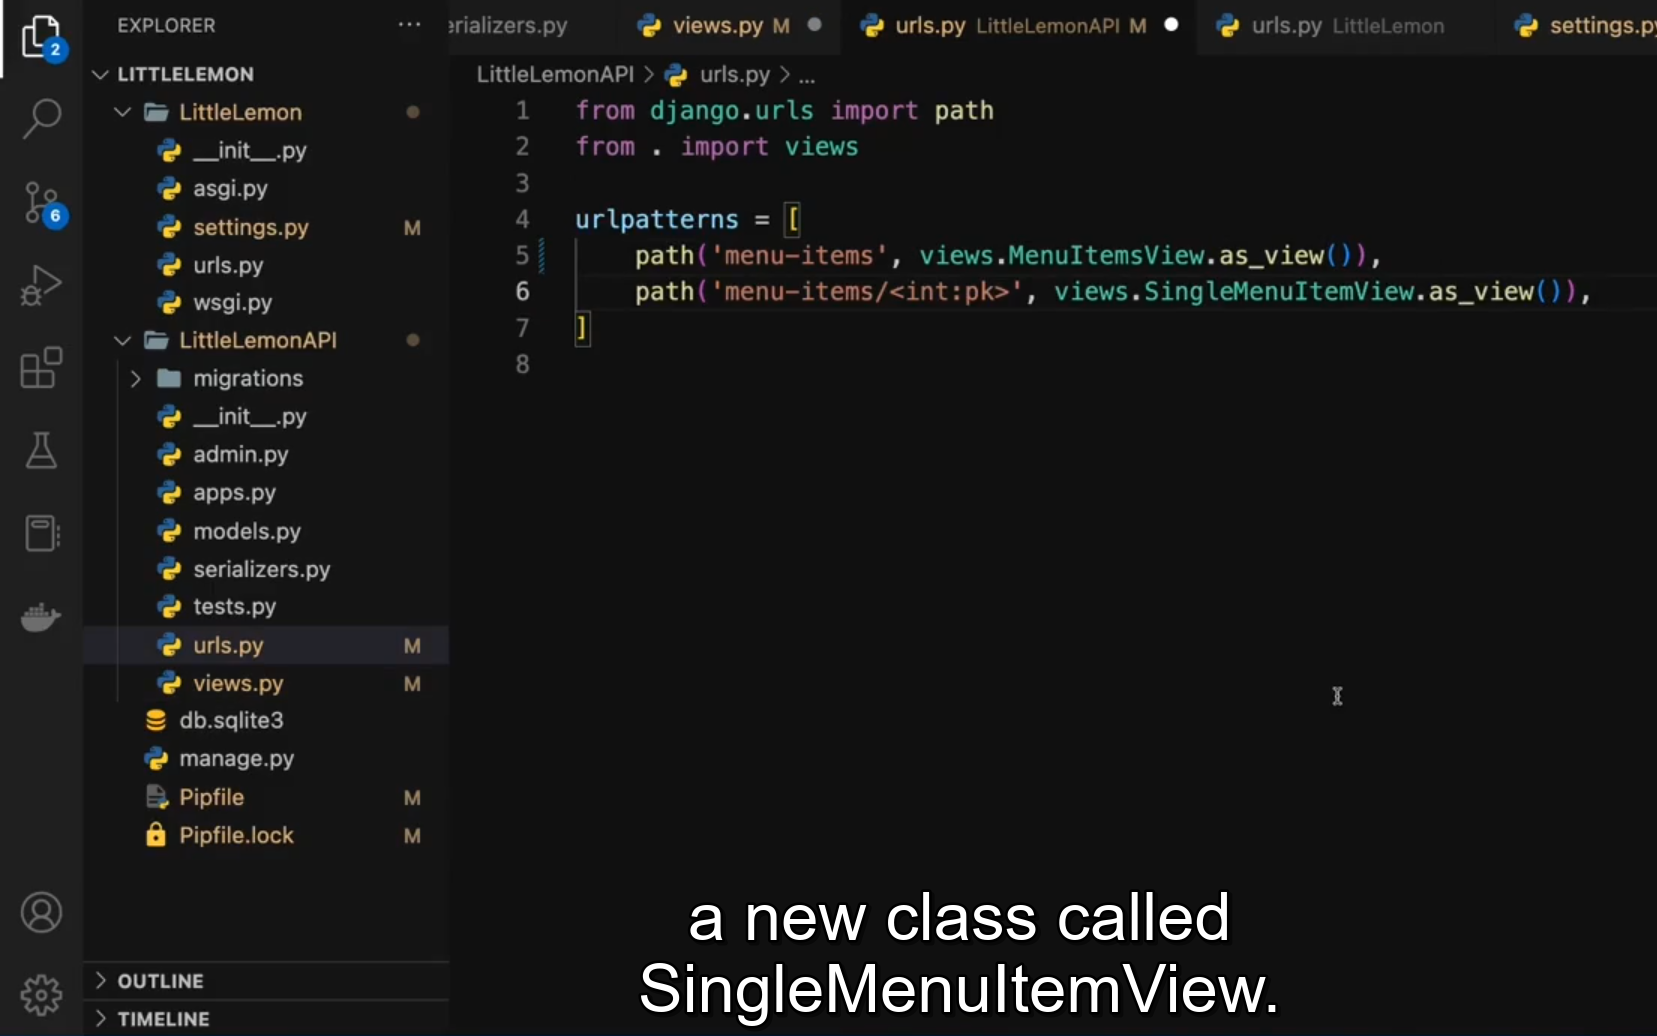 2
6
EXPLORER
···
LITTLELEMON
LittleLemon
__init__.py
asgi.py
settings.py M
urls.py
wsgi.py
LittleLemonAPI
migrations
__init__.py
admin.py
apps.py
models.py
serializers.py
tests.py
urls.py M
views.py M
db.sqlite3
manage.py
Pipfile M
Pipfile.lock M
OUTLINE
TIMELINE
erializers.py views.py M urls.py LittleLemonAPI M urls.py LittleLemon settings.py
LittleLemonAPI > urls.py > ...
1 from django.urls import path
2 from . import views
3
4 urlpatterns = [
5 path('menu-items', views.MenuItemsView.as_view()),
6 path('menu-items/<int:pk>', views.SingleMenuItemView.as_view()),
7 ]
8
a new class called
SingleMenuItemView.